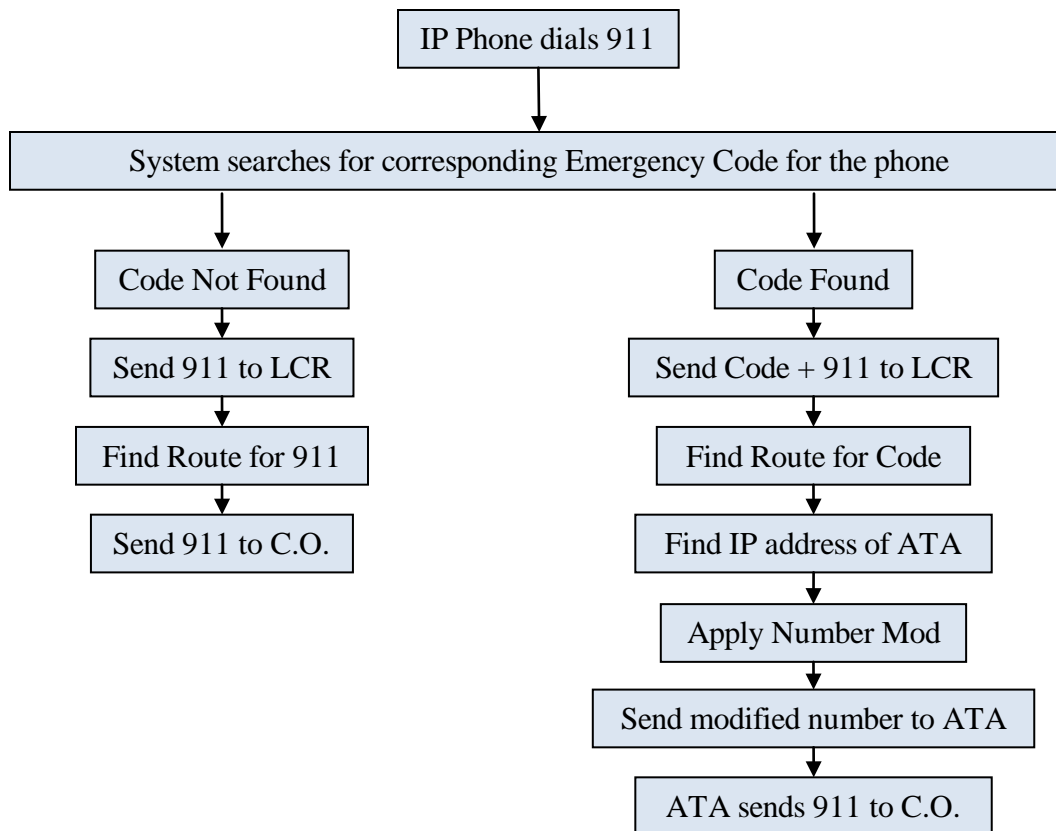 IP Phone dials 911
System searches for corresponding Emergency Code for the phone
Code Not Found
Send 911 to LCR
Find Route for 911
Send 911 to C.O.
Code Found
Send Code + 911 to LCR
Find Route for Code
Find IP address of ATA
Apply Number Mod
Send modified number to ATA
ATA sends 911 to C.O.